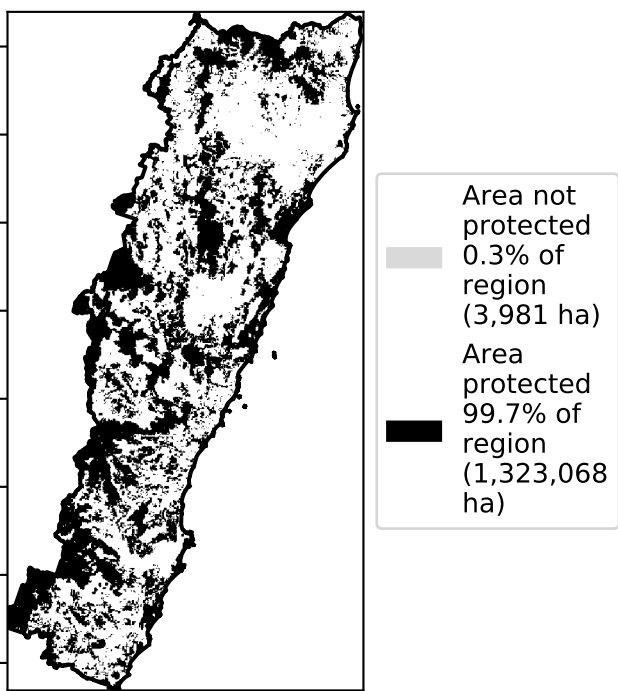 Area not
protected
0.3% of
region
(3,981 ha)
Area
protected
99.7% of
region
(1,323,068
ha)